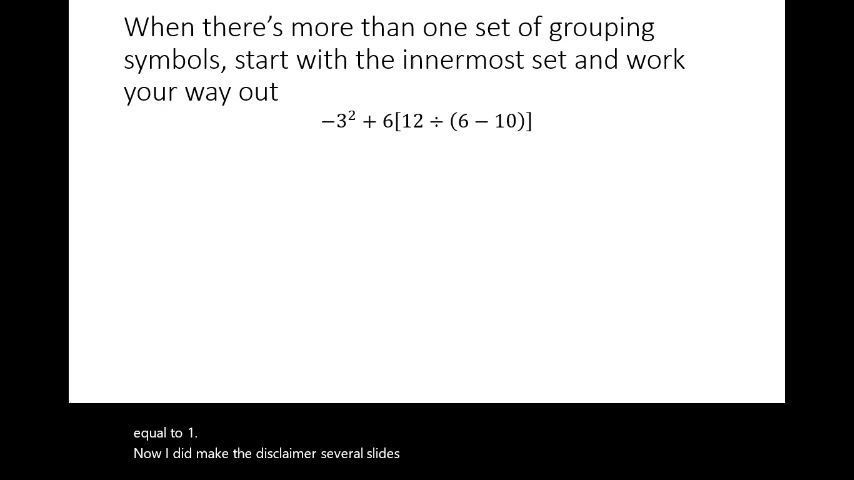 When there’s more than one set of grouping
symbols, start with the innermost set and work
your way out
−3² + 6[12 ÷ (6 − 10)]
equal to 1.
Now I did make the disclaimer several slides